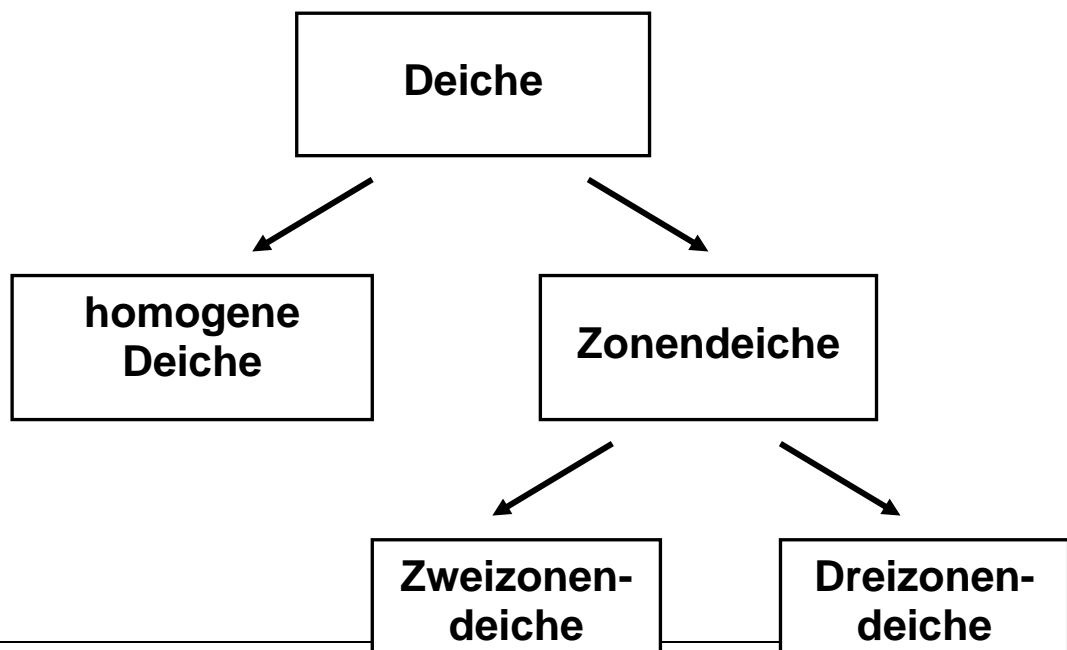 Deiche
homogene
Deiche
Zonendeiche
Zweizonen-
deiche
Dreizonen-
deiche